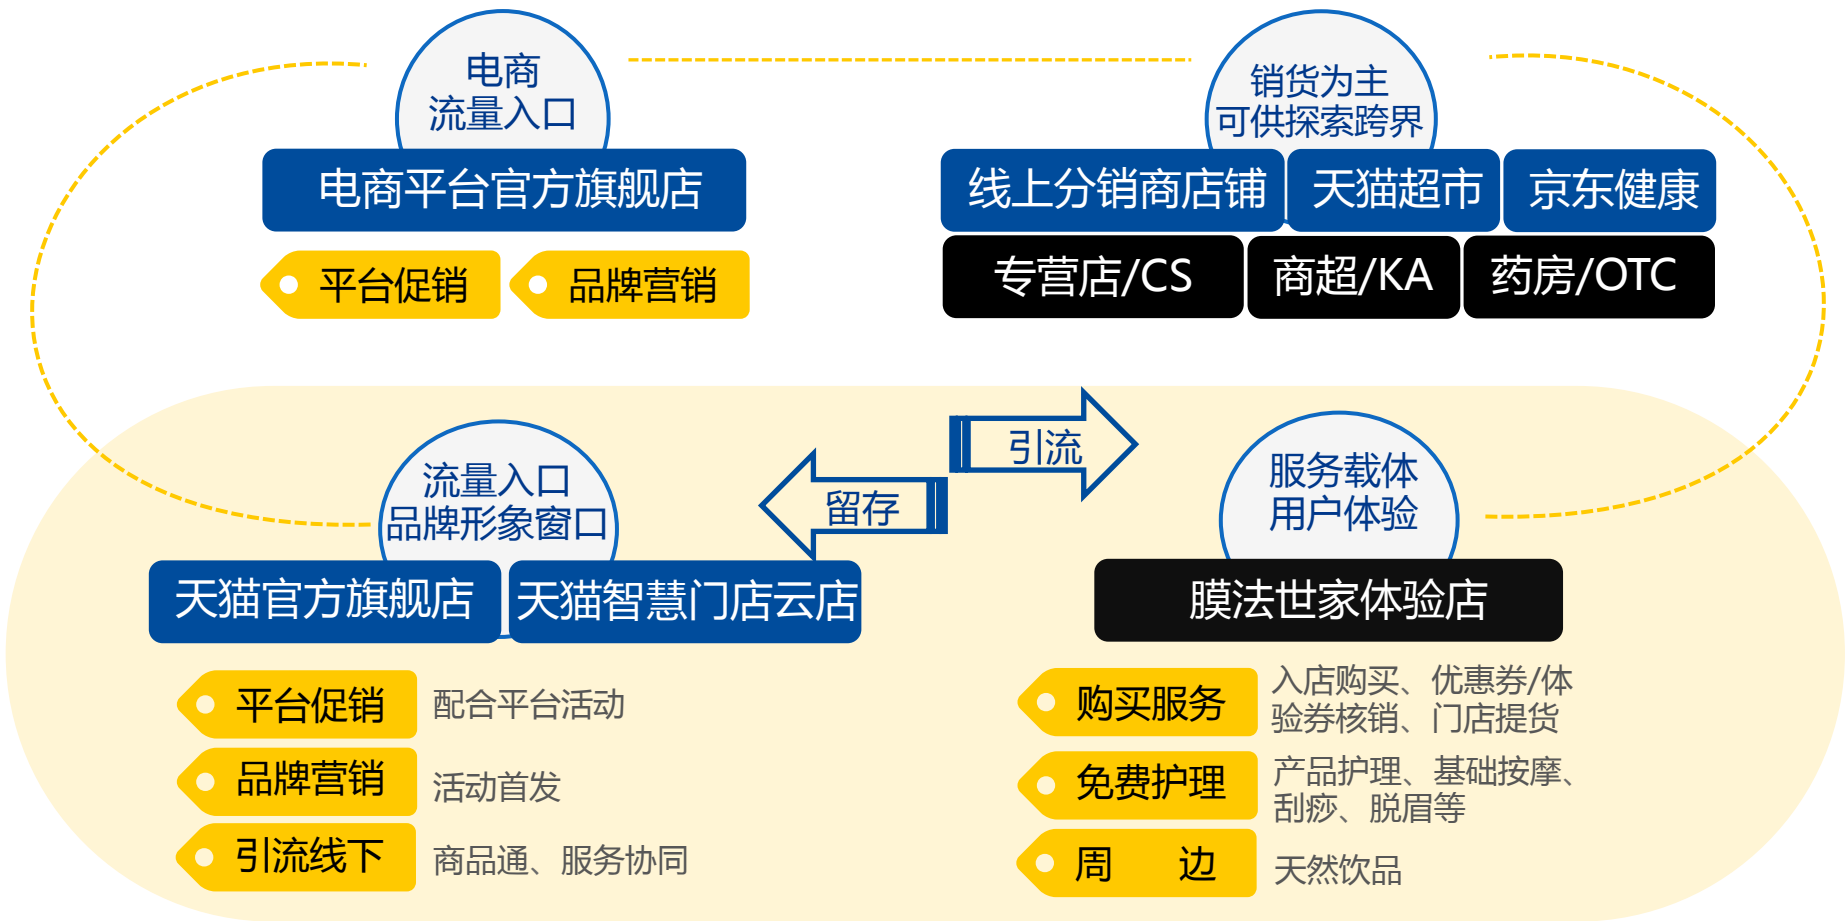 电商
流量入口
电商平台官方旗舰店
平台促销
品牌营销
销货为主
可供探索跨界
线上分销商店铺
天猫超市
京东健康
专营店/CS
商超/KA
药房/OTC
引流
留存
流量入口
品牌形象窗口
天猫官方旗舰店
天猫智慧门店云店
平台促销
配合平台活动
品牌营销
活动首发
引流线下
商品通、服务协同
服务载体
用户体验
膜法世家体验店
购买服务
入店购买、优惠券/体
验券核销、门店提货
免费护理
产品护理、基础按摩、
刮痧、脱眉等
周 边
天然饮品